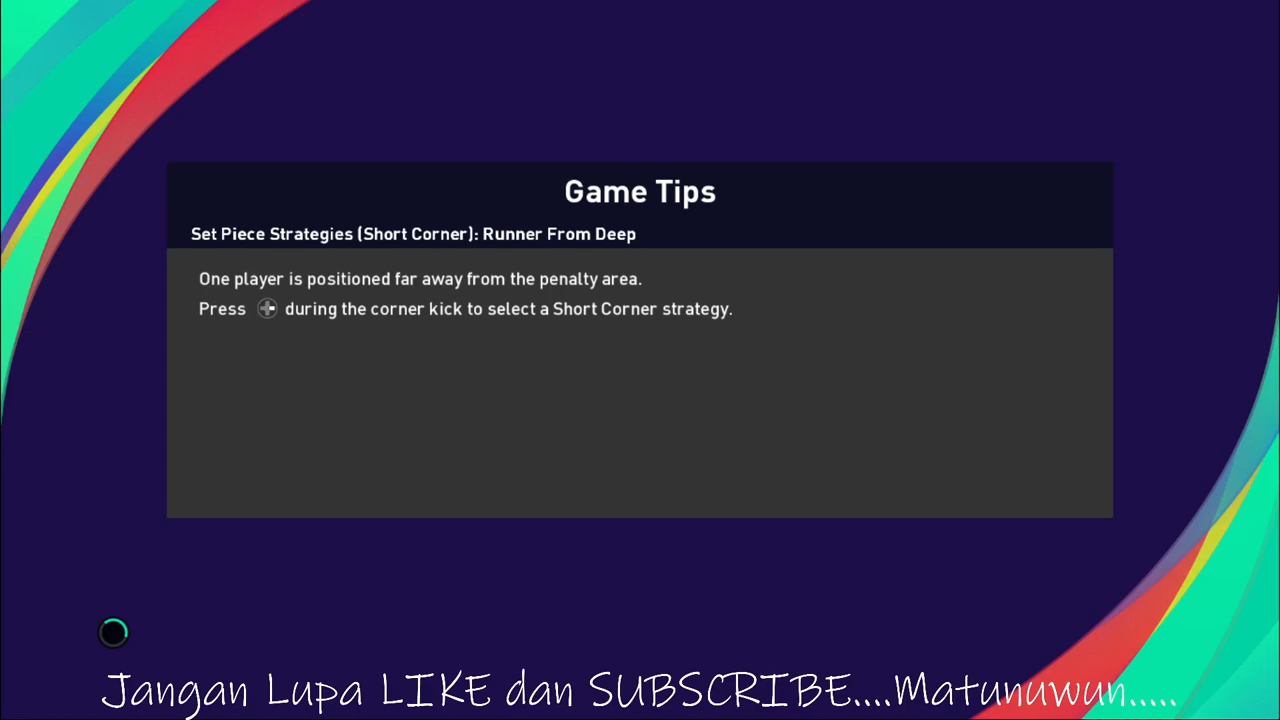 Game Tips
Set Piece Strategies (Short Corner): Runner From Deep
One player is positioned far away from the penalty area.
Press during the corner kick to select a Short Corner strategy.
Jangan Lupa LIKE dan SUBSCRIBE....Matunuwun.....